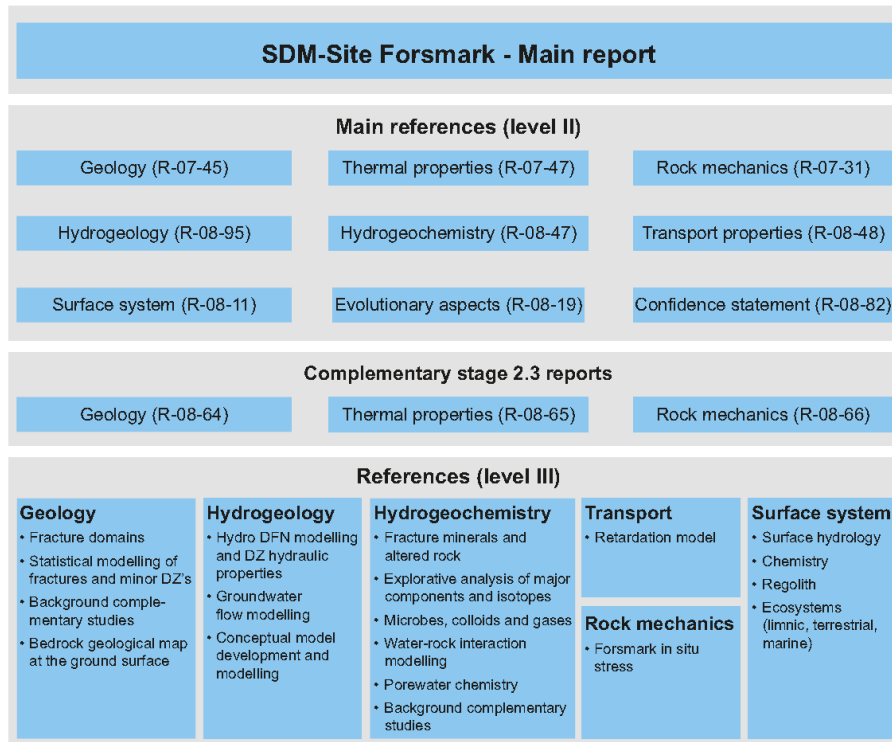 SDM-Site Forsmark - Main report
Main references (level II)
Geology (R-07-45)
Thermal properties (R-07-47)
Rock mechanics (R-07-31)
Hydrogeology (R-08-95)
Hydrogeochemistry (R-08-47)
Transport properties (R-08-48)
Surface system (R-08-11)
Evolutionary aspects (R-08-19)
Confidence statement (R-08-82)
Complementary stage 2.3 reports
Geology (R-08-64)
Thermal properties (R-08-65)
Rock mechanics (R-08-66)
References (level III)
Geology
• Fracture domains
• Statistical modelling of
fractures and minor DZ's
• Background comple-
mentary studies
• Bedrock geological map
at the ground surface
Hydrogeology
• Hydro DFN modelling
and DZ hydraulic
properties
• Groundwater
flow modelling
• Conceptual model
development and
modelling
Hydrogeochemistry
• Fracture minerals and
altered rock
• Explorative analysis of major
components and isotopes
• Microbes, colloids and gases
• Water-rock interaction
modelling
• Porewater chemistry
• Background complementary
studies
Transport
• Retardation model
Rock mechanics
• Forsmark in situ
stress
Surface system
• Surface hydrology
• Chemistry
• Regolith
• Ecosystems
(limnic, terrestrial,
marine)